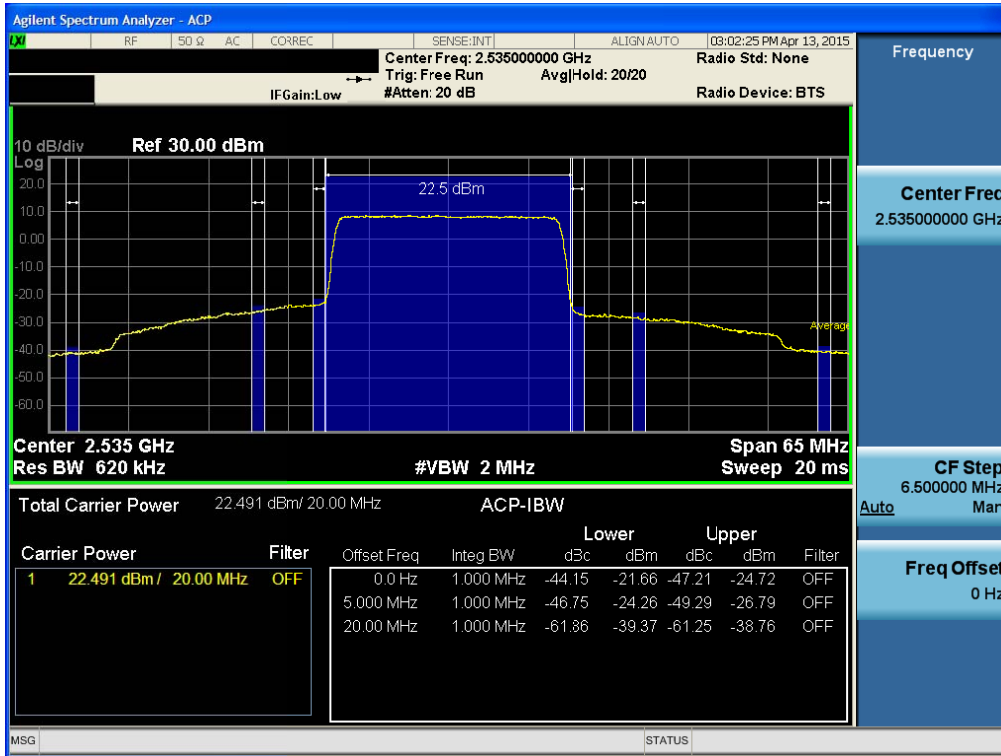 Agilent Spectrum Analyzer - ACP
LXI RF 50 Ω AC CORREC SENSE:INT ALIGN AUTO 03:02:25 PM Apr 13, 2015
Center Freq: 2.535000000 GHz Radio Std: None
Trig: Free Run Avg|Hold: 20/20
IFGain:Low #Atten: 20 dB Radio Device: BTS
10 dB/div Ref 30.00 dBm
Log
20.0
22.5 dBm
10.0
0.00
-10.0
-20.0
-30.0
Average
-40.0
-50.0
-60.0
Center 2.535 GHz Span 65 MHz
Res BW 620 kHz #VBW 2 MHz Sweep 20 ms
Total Carrier Power 22.491 dBm/ 20.00 MHz ACP-IBW
Lower Upper
Carrier Power Filter
Offset Freq Integ BW dBc dBm dBc dBm Filter
1 22.491 dBm / 20.00 MHz OFF
0.0 Hz 1.000 MHz -44.15 -21.66 -47.21 -24.72 OFF
5.000 MHz 1.000 MHz -46.75 -24.26 -49.29 -26.79 OFF
20.00 MHz 1.000 MHz -61.86 -39.37 -61.25 -38.76 OFF
MSG STATUS
Frequency
Center Freq
2.535000000 GHz
CF Step
6.500000 MHz
Auto Man
Freq Offset
0 Hz